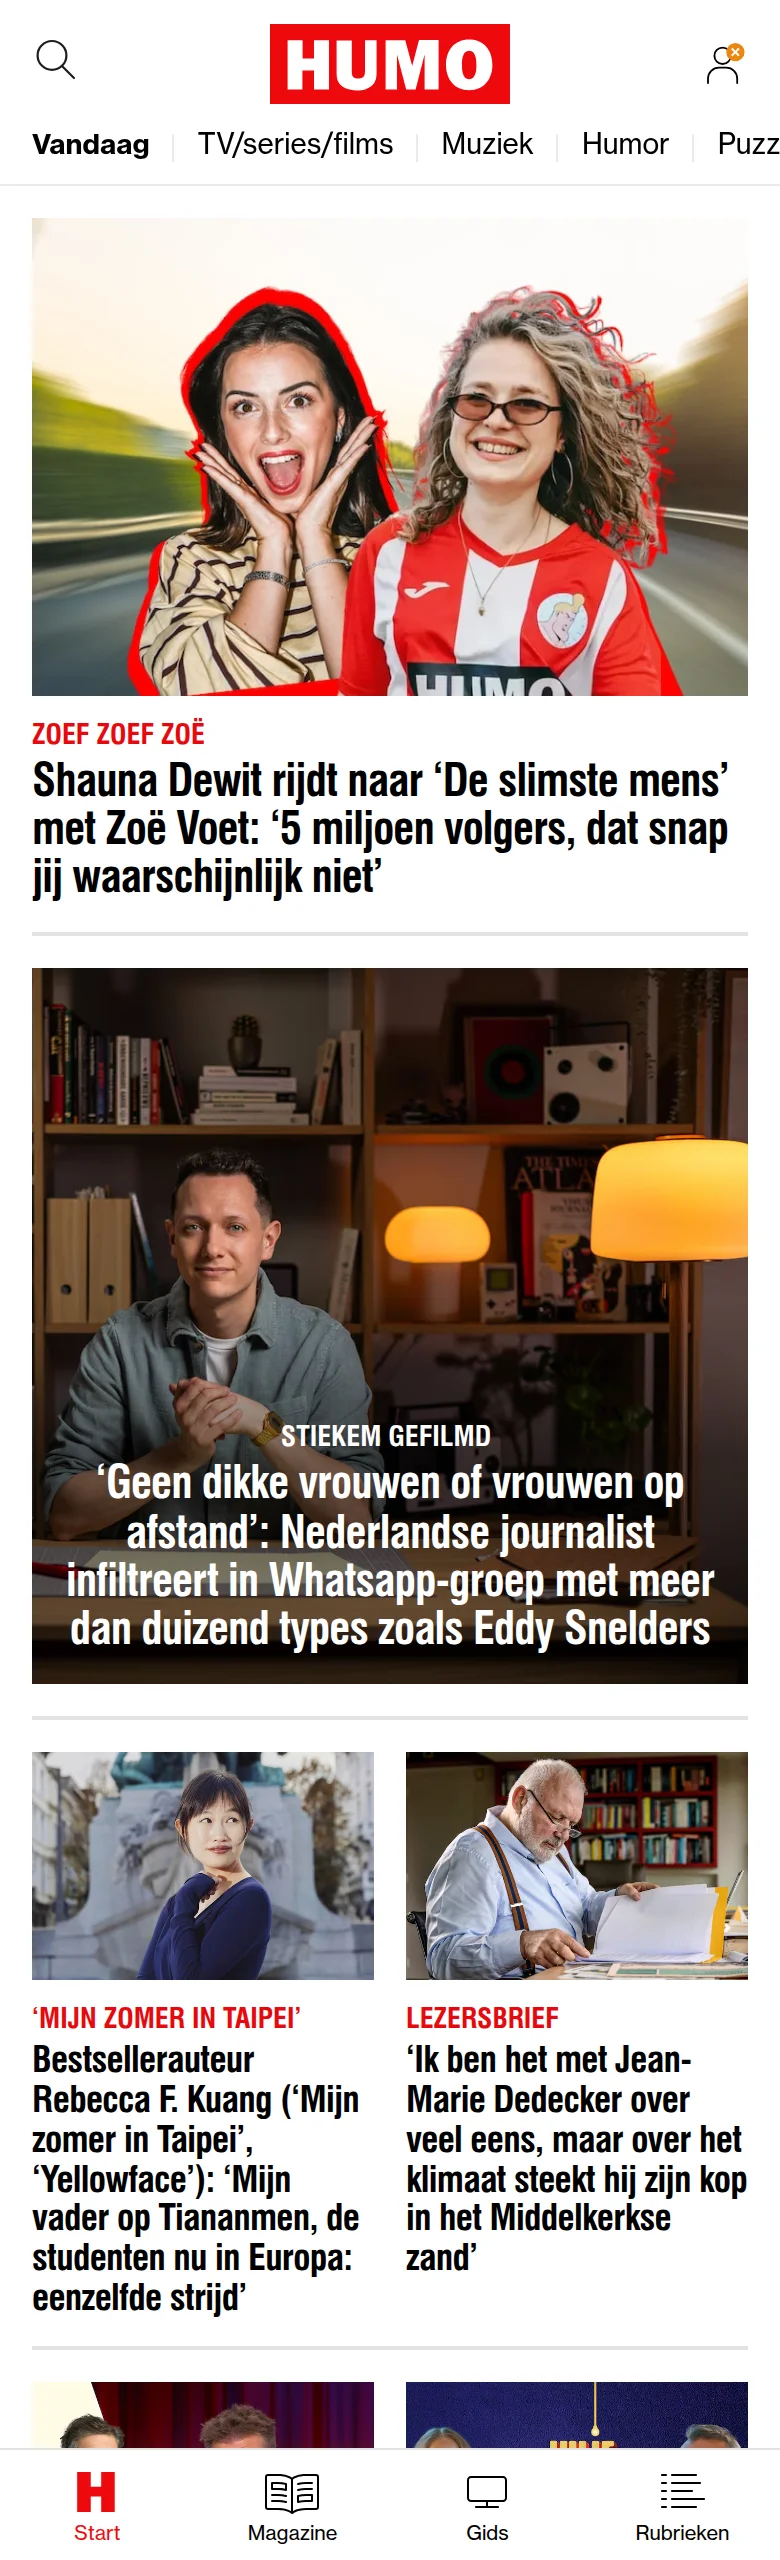 HUMO
Vandaag
TV/series/films
Muziek
Humor
Puzz
HUMO
ZOEF ZOEF ZOË
Shauna Dewit rijdt naar ‘De slimste mens’
met Zoë Voet: ‘5 miljoen volgers, dat snap
jij waarschijnlijk niet’
STIEKEM GEFILMD
‘Geen dikke vrouwen of vrouwen op
afstand’: Nederlandse journalist
infiltreert in Whatsapp-groep met meer
dan duizend types zoals Eddy Snelders
‘MIJN ZOMER IN TAIPEI’
Bestsellerauteur
Rebecca F. Kuang (‘Mijn
zomer in Taipei’,
‘Yellowface’): ‘Mijn
vader op Tiananmen, de
studenten nu in Europa:
eenzelfde strijd’
LEZERSBRIEF
‘Ik ben het met Jean-
Marie Dedecker over
veel eens, maar over het
klimaat steekt hij zijn kop
in het Middelkerkse
zand’
H
Start
Magazine
Gids
Rubrieken